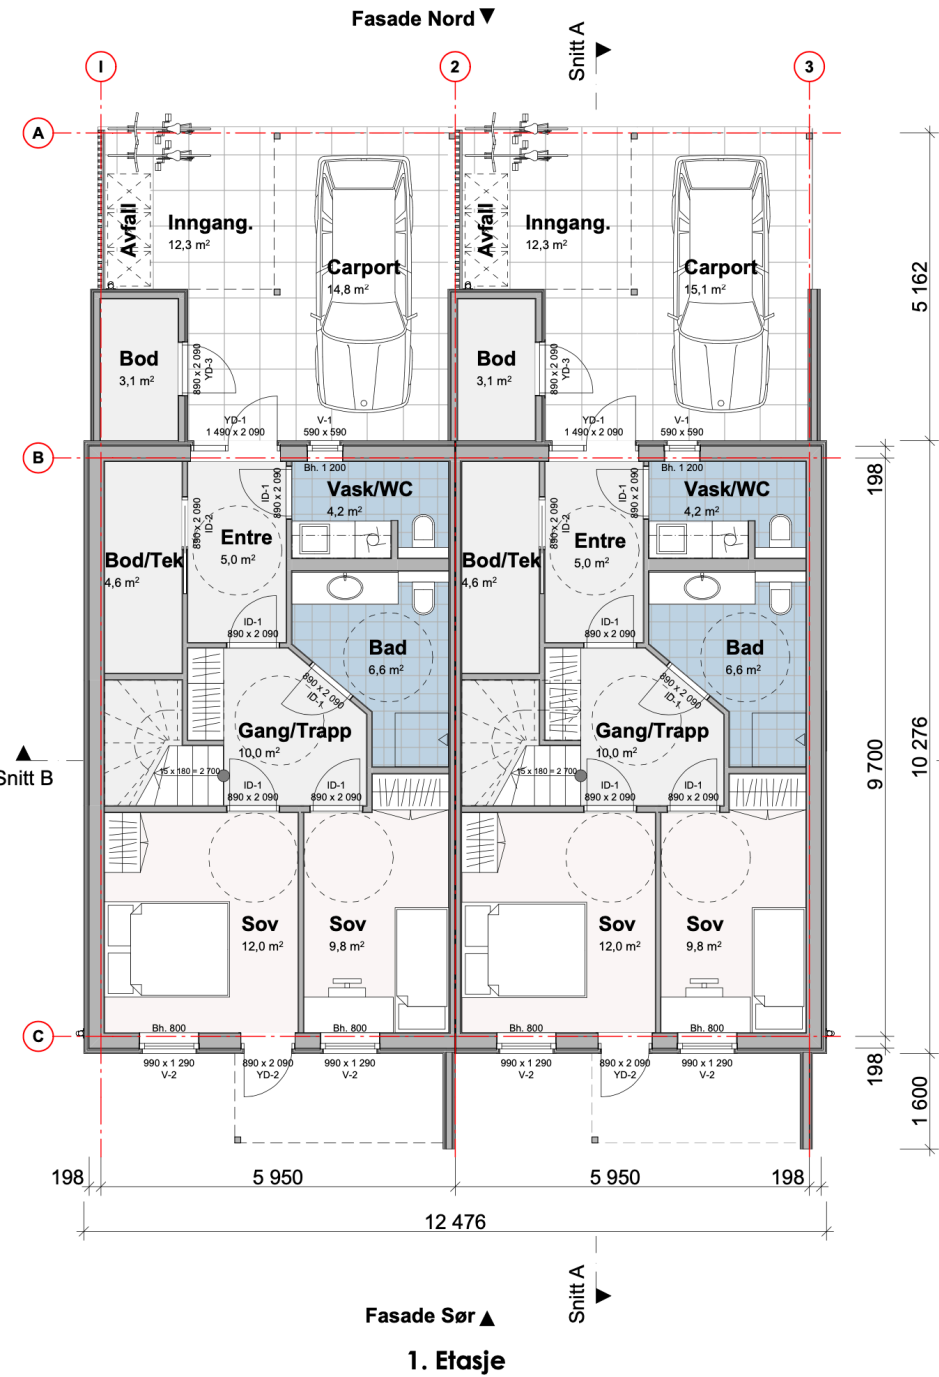 Fasade Nord
Snitt A
1
2
3
A
Avfall
Inngang.
12,3 m²
Carport
14,8 m²
Avfall
Inngang.
12,3 m²
Carport
15,1 m²
5 162
Bod
3,1 m²
890 x 2 090
YD-3
Bod
3,1 m²
890 x 2 090
YD-3
YD-1
1 490 x 2 090
V-1
590 x 590
YD-1
1 490 x 2 090
V-1
590 x 590
B
Bh. 1 200
Vask/WC
4,2 m²
ID-1
890 x 2 090
890 x 2 090
ID-2
Entre
5,0 m²
Bod/Tek
4,6 m²
Bh. 1 200
Vask/WC
4,2 m²
ID-1
890 x 2 090
890 x 2 090
ID-2
Entre
5,0 m²
Bod/Tek
4,6 m²
198
ID-1
890 x 2 090
Bad
6,6 m²
890 x 2 090
ID-1
ID-1
890 x 2 090
Bad
6,6 m²
890 x 2 090
ID-1
Gang/Trapp
10,0 m²
Gang/Trapp
10,0 m²
9 700
10 276
Snitt B
15 x 180 = 2 700
ID-1
890 x 2 090
ID-1
890 x 2 090
15 x 180 = 2 700
ID-1
890 x 2 090
ID-1
890 x 2 090
Sov
12,0 m²
Sov
9,8 m²
Sov
12,0 m²
Sov
9,8 m²
C
Bh. 800
Bh. 800
Bh. 800
Bh. 800
990 x 1 290
V-2
890 x 2 090
YD-2
990 x 1 290
V-2
990 x 1 290
V-2
890 x 2 090
YD-2
990 x 1 290
V-2
198
1 600
198
5 950
5 950
198
12 476
Snitt A
Fasade Sør
1. Etasje